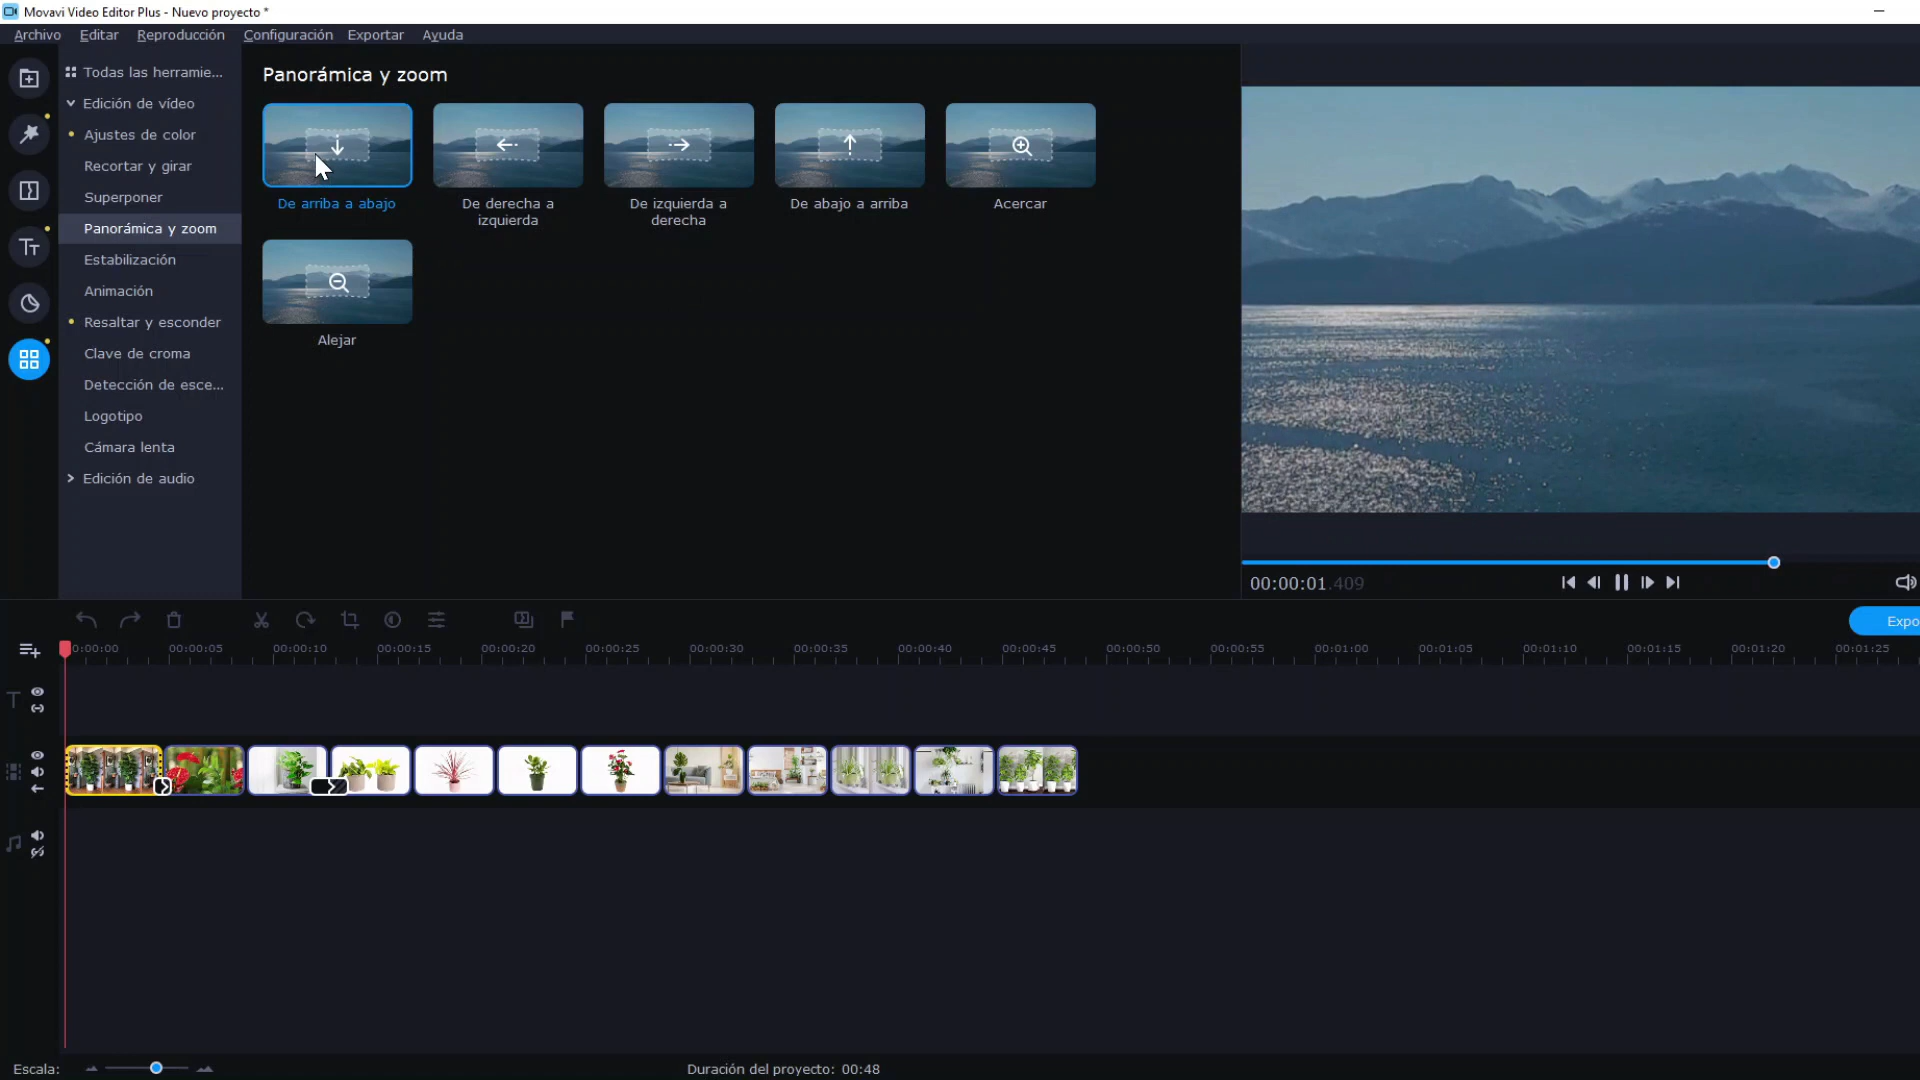 Movavi Video Editor Plus - Nuevo proyecto *
Archivo Editar Reproducción Configuración Exportar Ayuda
Todas las herramie...
Edición de vídeo
Ajustes de color
Recortar y girar
Superponer
Panorámica y zoom
Estabilización
Animación
Resaltar y esconder
Clave de croma
Detección de esce...
Logotipo
Cámara lenta
Edición de audio
Panorámica y zoom
De arriba a abajo
De derecha a
izquierda
De izquierda a
derecha
De abajo a arriba
Acercar
Alejar
00:00:01.409
Expo
0:00:00 00:00:05 00:00:10 00:00:15 00:00:20 00:00:25 00:00:30 00:00:35 00:00:40 00:00:45 00:00:50 00:00:55 00:01:00 00:01:05 00:01:10 00:01:15 00:01:20 00:01:25
Escala:
Duración del proyecto: 00:48